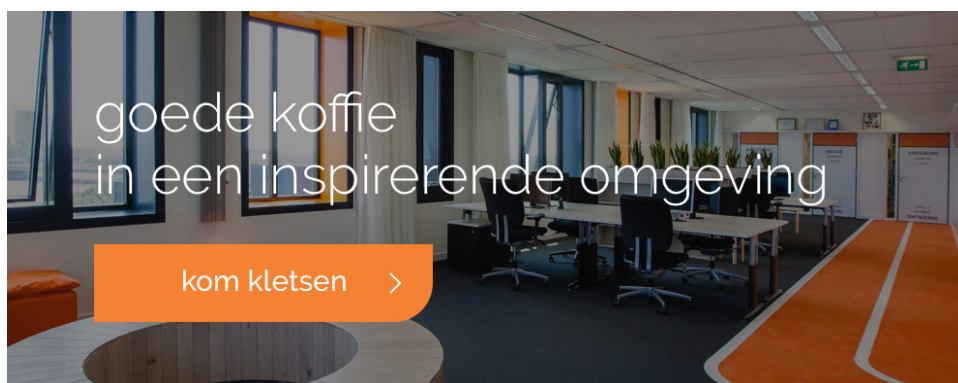 goede koffie
in een inspirerende omgeving
kom kletsen